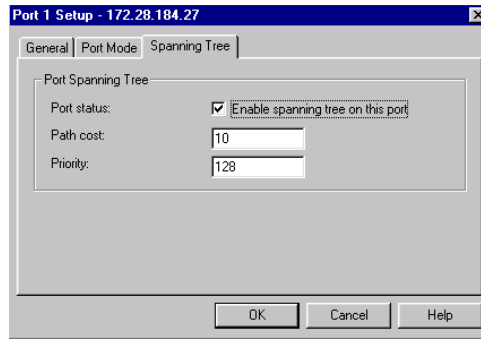 Port 1 Setup - 172.28.184.27
General Port Mode Spanning Tree
Port Spanning Tree
Port status: Enable spanning tree on this port
Path cost: 10
Priority: 128
OK Cancel Help